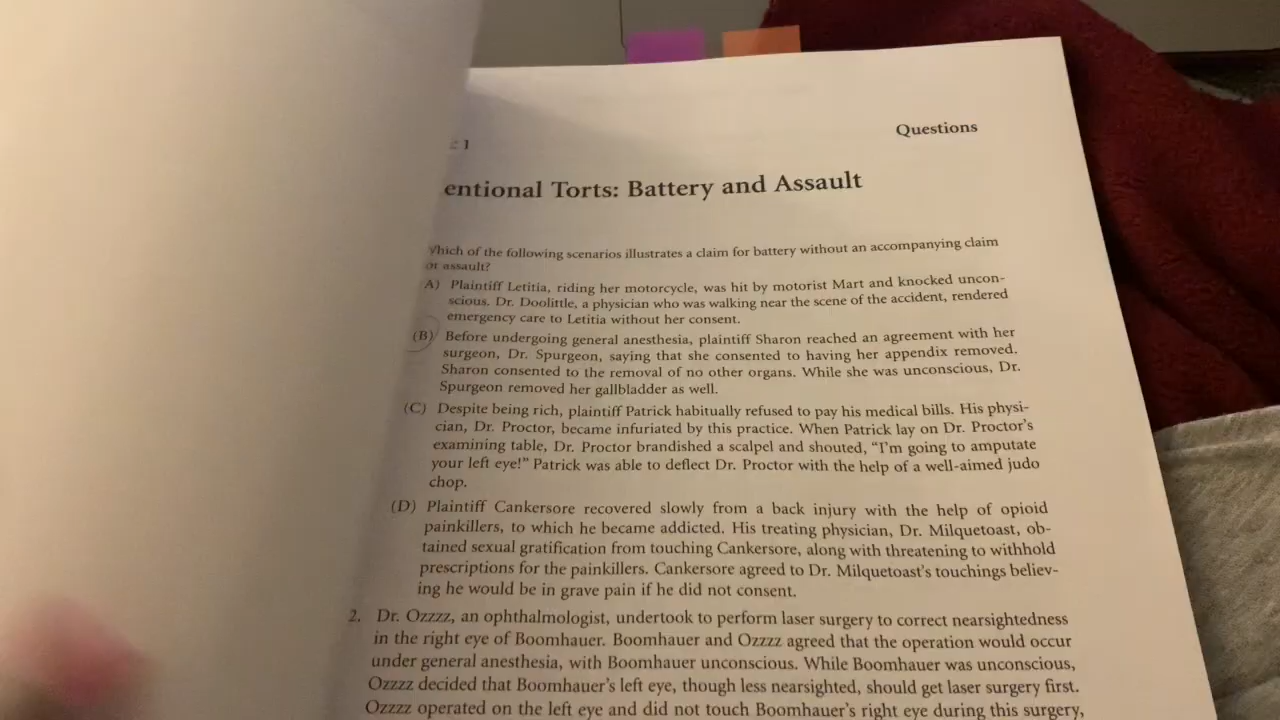 Questions
1
entional Torts: Battery and Assault
Which of the following scenarios illustrates a claim for battery without an accompanying claim
assault?
A) Plaintiff Letitia, riding her motorcycle, was hit by motorist Mart and knocked uncon-
scious. Dr. Doolittle, a physician who was walking near the scene of the accident, rendered
emergency care to Letitia without her consent.
(B) Before undergoing general anesthesia, plaintiff Sharon reached an agreement with her
surgeon, Dr. Spurgeon, saying that she consented to having her appendix removed.
Sharon consented to the removal of no other organs. While she was unconscious, Dr.
Spurgeon removed her gallbladder as well.
(C) Despite being rich, plaintiff Patrick habitually refused to pay his medical bills. His physi-
cian, Dr. Proctor, became infuriated by this practice. When Patrick lay on Dr. Proctor's
examining table, Dr. Proctor brandished a scalpel and shouted, “I'm going to amputate
your left eye!” Patrick was able to deflect Dr. Proctor with the help of a well-aimed judo
chop.
(D) Plaintiff Cankersore recovered slowly from a back injury with the help of opioid
painkillers, to which he became addicted. His treating physician, Dr. Milquetoast, ob-
tained sexual gratification from touching Cankersore, along with threatening to withhold
prescriptions for the painkillers. Cankersore agreed to Dr. Milquetoast's touchings believ-
ing he would be in grave pain if he did not consent.
2. Dr. Ozzzz, an ophthalmologist, undertook to perform laser surgery to correct nearsightedness
in the right eye of Boomhauer. Boomhauer and Ozzzz agreed that the operation would occur
under general anesthesia, with Boomhauer unconscious. While Boomhauer was unconscious,
Ozzzz decided that Boomhauer's left eye, though less nearsighted, should get laser surgery first.
Ozzzz operated on the left eye and did not touch Boomhauer's right eye during this surgery,